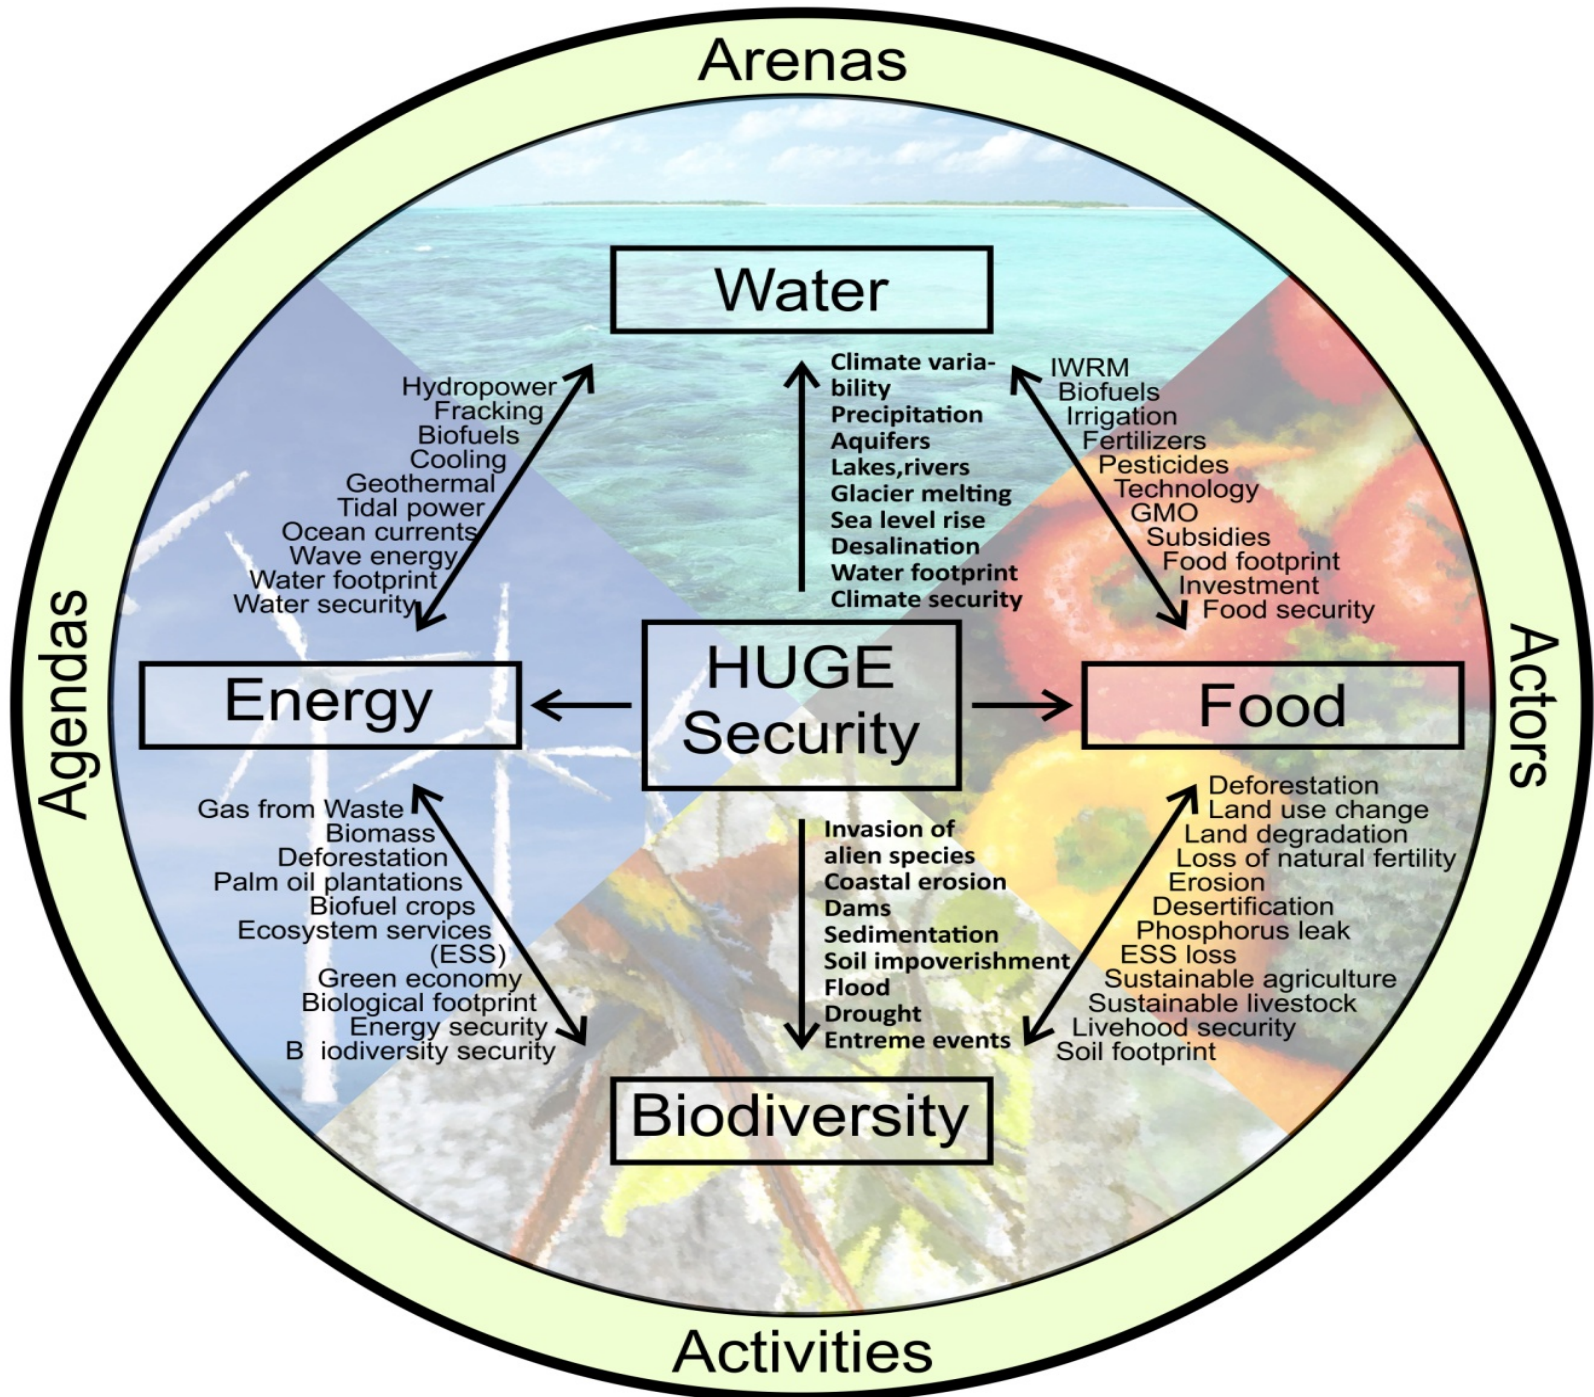 Arenas
Water
Hydropower
Fracking
Biofuels
Cooling
Geothermal
Tidal power
Ocean currents
Wave energy
Water footprint
Water security
Climate varia-
bility
Precipitation
Aquifers
Lakes,rivers
Glacier melting
Sea level rise
Desalination
Water footprint
Climate security
IWRM
Biofuels
Irrigation
Fertilizers
Pesticides
Technology
GMO
Subsidies
Food footprint
Investment
Food security
Agendas
Energy
HUGE
Security
Food
Actors
Gas from Waste
Biomass
Deforestation
Palm oil plantations
Biofuel crops
Ecosystem services
(ESS)
Green economy
Biological footprint
Energy security
B iodiversity security
Invasion of
alien species
Coastal erosion
Dams
Sedimentation
Soil impoverishment
Flood
Drought
Entreme events
Deforestation
Land use change
Land degradation
Loss of natural fertility
Erosion
Desertification
Phosphorus leak
ESS loss
Sustainable agriculture
Sustainable livestock
Livehood security
Soil footprint
Biodiversity
Activities